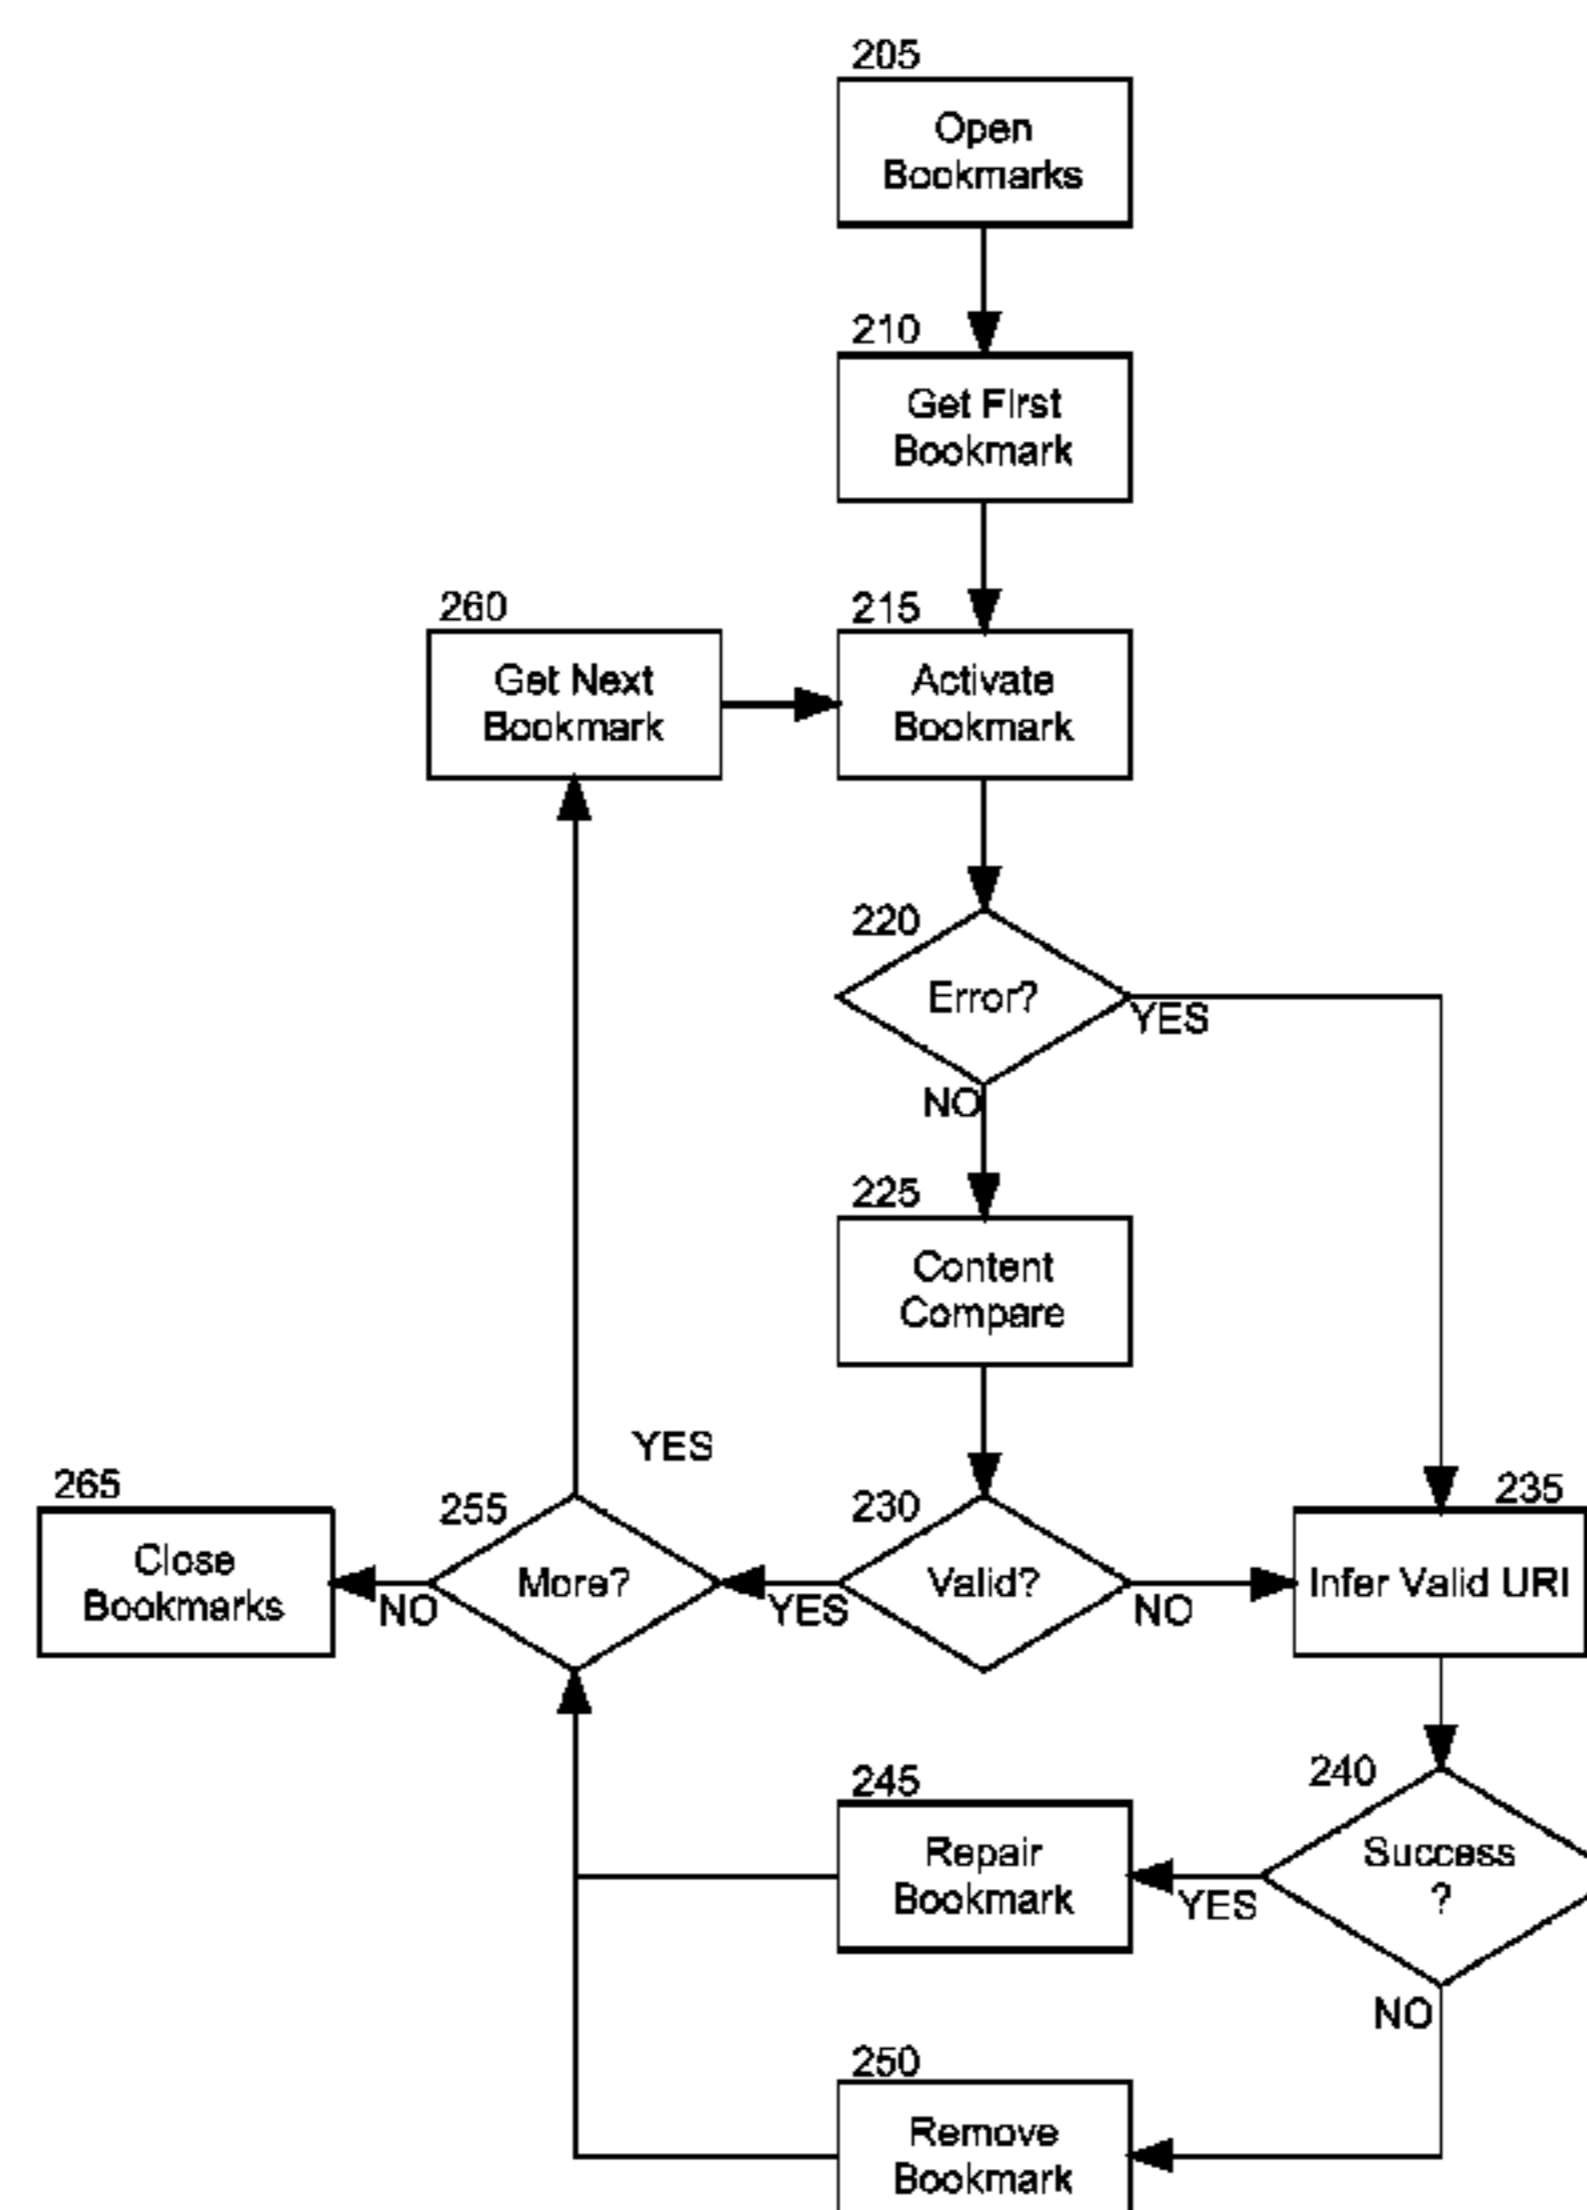 205
Open
Bookmarks
210
Get First
Bookmark
260
Get Next
Bookmark
215
Activate
Bookmark
220
Error?
YES
NO
225
Content
Compare
YES
265
Close
Bookmarks
NO
255
More?
YES
230
Valid?
NO
235
Infer Valid URI
240
Success
?
YES
NO
245
Repair
Bookmark
250
Remove
Bookmark